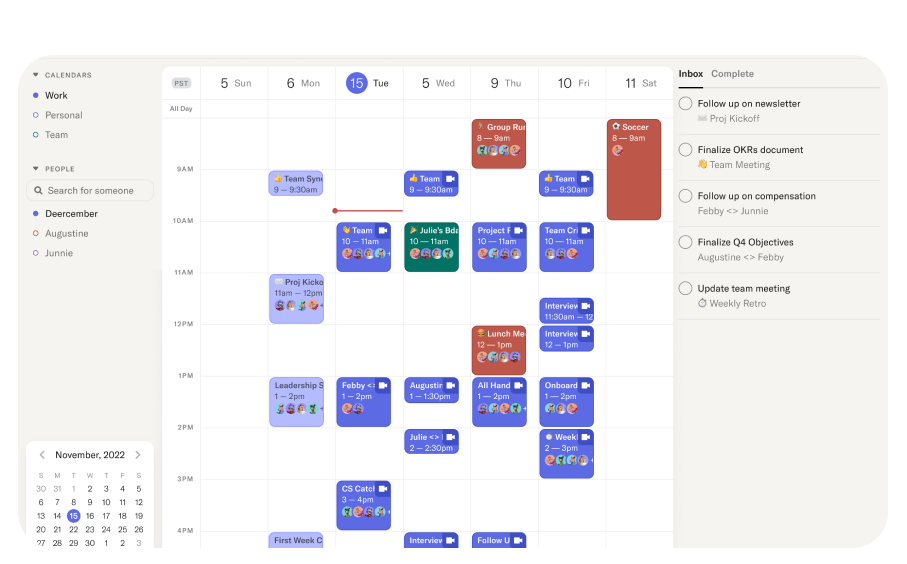 CALENDARS
Work
Personal
Team
PEOPLE
Search for someone
Deercember
Augustine
Junnie
November, 2022
S M T W T F S
30 31 1 2 3 4 5
6 7 8 9 10 11 12
13 14 15 16 17 18 19
20 21 22 23 24 25 26
27 28 29 30 1 2 3
PST
5 Sun
6 Mon
15 Tue
5 Wed
9 Thu
10 Fri
11 Sat
All Day
9AM
10AM
11AM
12PM
1PM
2PM
3PM
4PM
Team Sync
9 – 9:30am
Proj Kicko
11am – 12pm
Leadership S
1 – 2pm
First Week C
Team
10 – 11am
Febby <>
1 – 2pm
CS Catch
3 – 4pm
Team
9 – 9:30am
Julie's Bda
10 – 11am
Augustin
1 – 1:30pm
Julie <>
2 – 2:30pm
Interview
Group Run
8 – 9am
Project
10 – 11am
Lunch Me
12 – 1pm
All Hand
1 – 2pm
Follow U
Team
9 – 9:30am
Team Cri
10 – 11am
Interview
11:30am – 12
Interview
12 – 1pm
Onboard
1 – 2pm
Week
2 – 3pm
Soccer
8 – 9am
Inbox Complete
Follow up on newsletter
Proj Kickoff
Finalize OKRs document
Team Meeting
Follow up on compensation
Febby <> Junnie
Finalize Q4 Objectives
Augustine <> Febby
Update team meeting
Weekly Retro